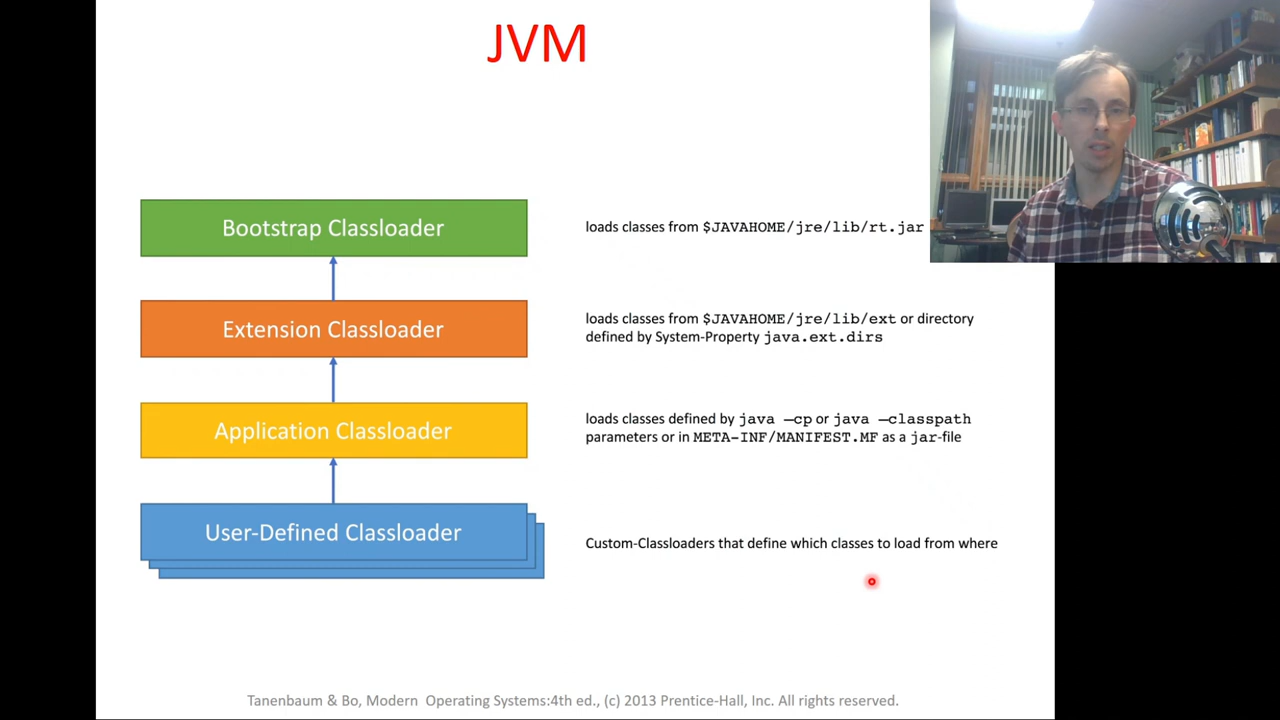 JVM
Bootstrap Classloader
loads classes from $JAVAHOME/jre/lib/rt.jar
Extension Classloader
loads classes from $JAVAHOME/jre/lib/ext or directory
defined by System-Property java.ext.dirs
Application Classloader
loads classes defined by java –cp or java –classpath
parameters or in META-INF/MANIFEST.MF as a jar-file
User-Defined Classloader
Custom-Classloaders that define which classes to load from where
Tanenbaum & Bo, Modern Operating Systems:4th ed., (c) 2013 Prentice-Hall, Inc. All rights reserved.